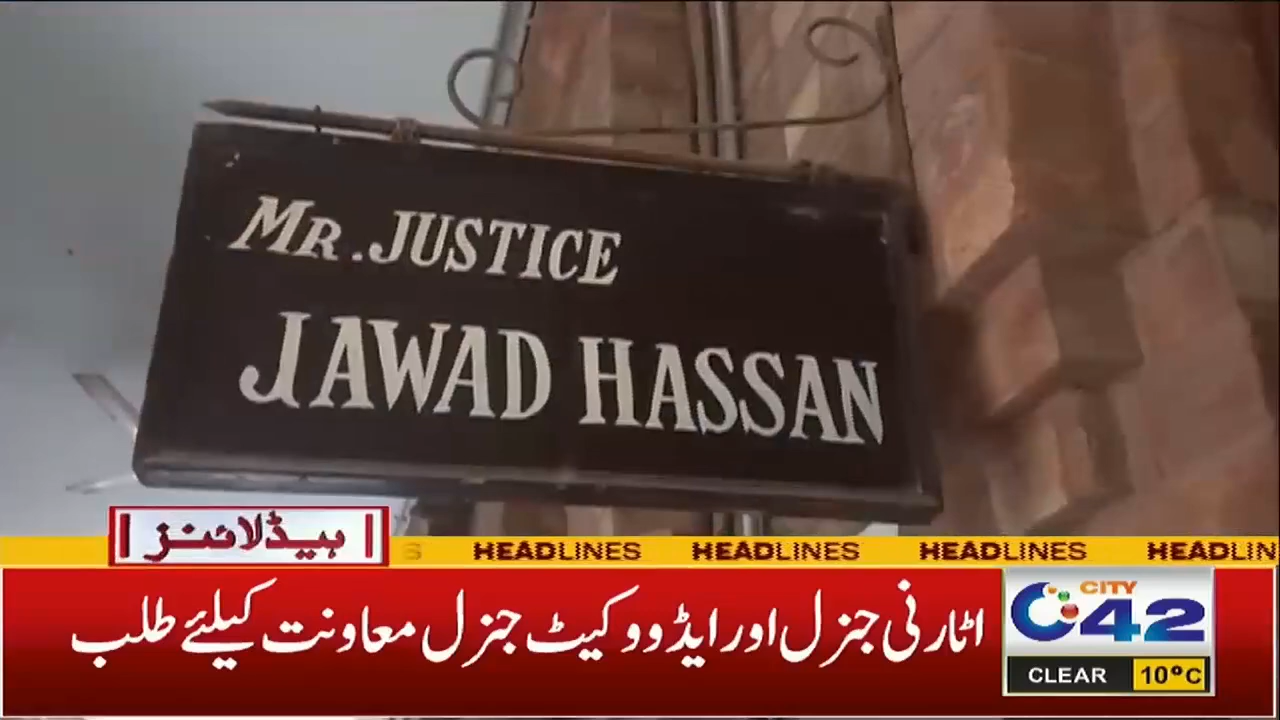 MR. JUSTICE
JAWAD HASSAN
ہیڈلائنز
S HEADLINES HEADLINES HEADLINES HEADLIN
اٹارنی جنرل اور ایڈووکیٹ جنرل معاونت کیلئے طلب
CITY
42
CLEAR 10°C